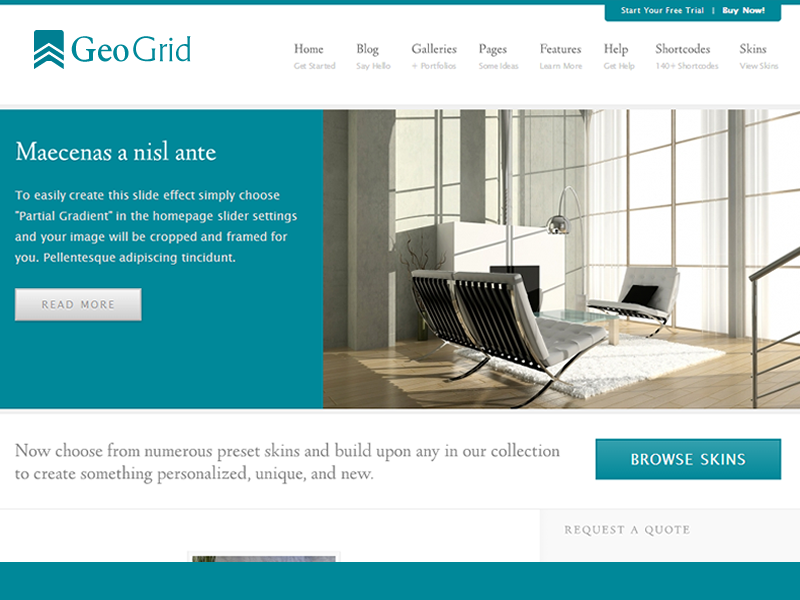 Start Your Free Trial | Buy Now!
GeoGrid
Home Blog Galleries Pages Features Help Shortcodes Skins
Get Started Say Hello + Portfolios Some Ideas Learn More Get Help 140+ Shortcodes View Skins
Maecenas a nisl ante
To easily create this slide effect simply choose
"Partial Gradient" in the homepage slider settings
and your image will be cropped and framed for
you. Pellentesque adipiscing tincidunt.
READ MORE
Now choose from numerous preset skins and build upon any in our collection
to create something personalized, unique, and new.
BROWSE SKINS
REQUEST A QUOTE